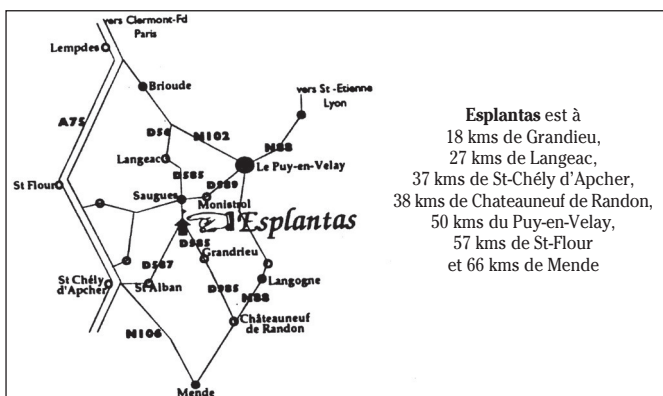 vers Clermont-Fd
Paris
Lempdes
Brioude
vers St-Etienne
Lyon
A75
D56
N102
N88
Langeac
D585
Le Puy-en-Velay
D589
St Flour
Saugues
Monistrol
Esplantas
D585
Grandrieu
D587
St Chély
d'Apcher
St Alban
D985
Langogne
N88
N106
Châteauneuf
de Randon
Mende
Esplantas est à
18 kms de Grandieu,
27 kms de Langeac,
37 kms de St-Chély d'Apcher,
38 kms de Chateauneuf de Randon,
50 kms du Puy-en-Velay,
57 kms de St-Flour
et 66 kms de Mende